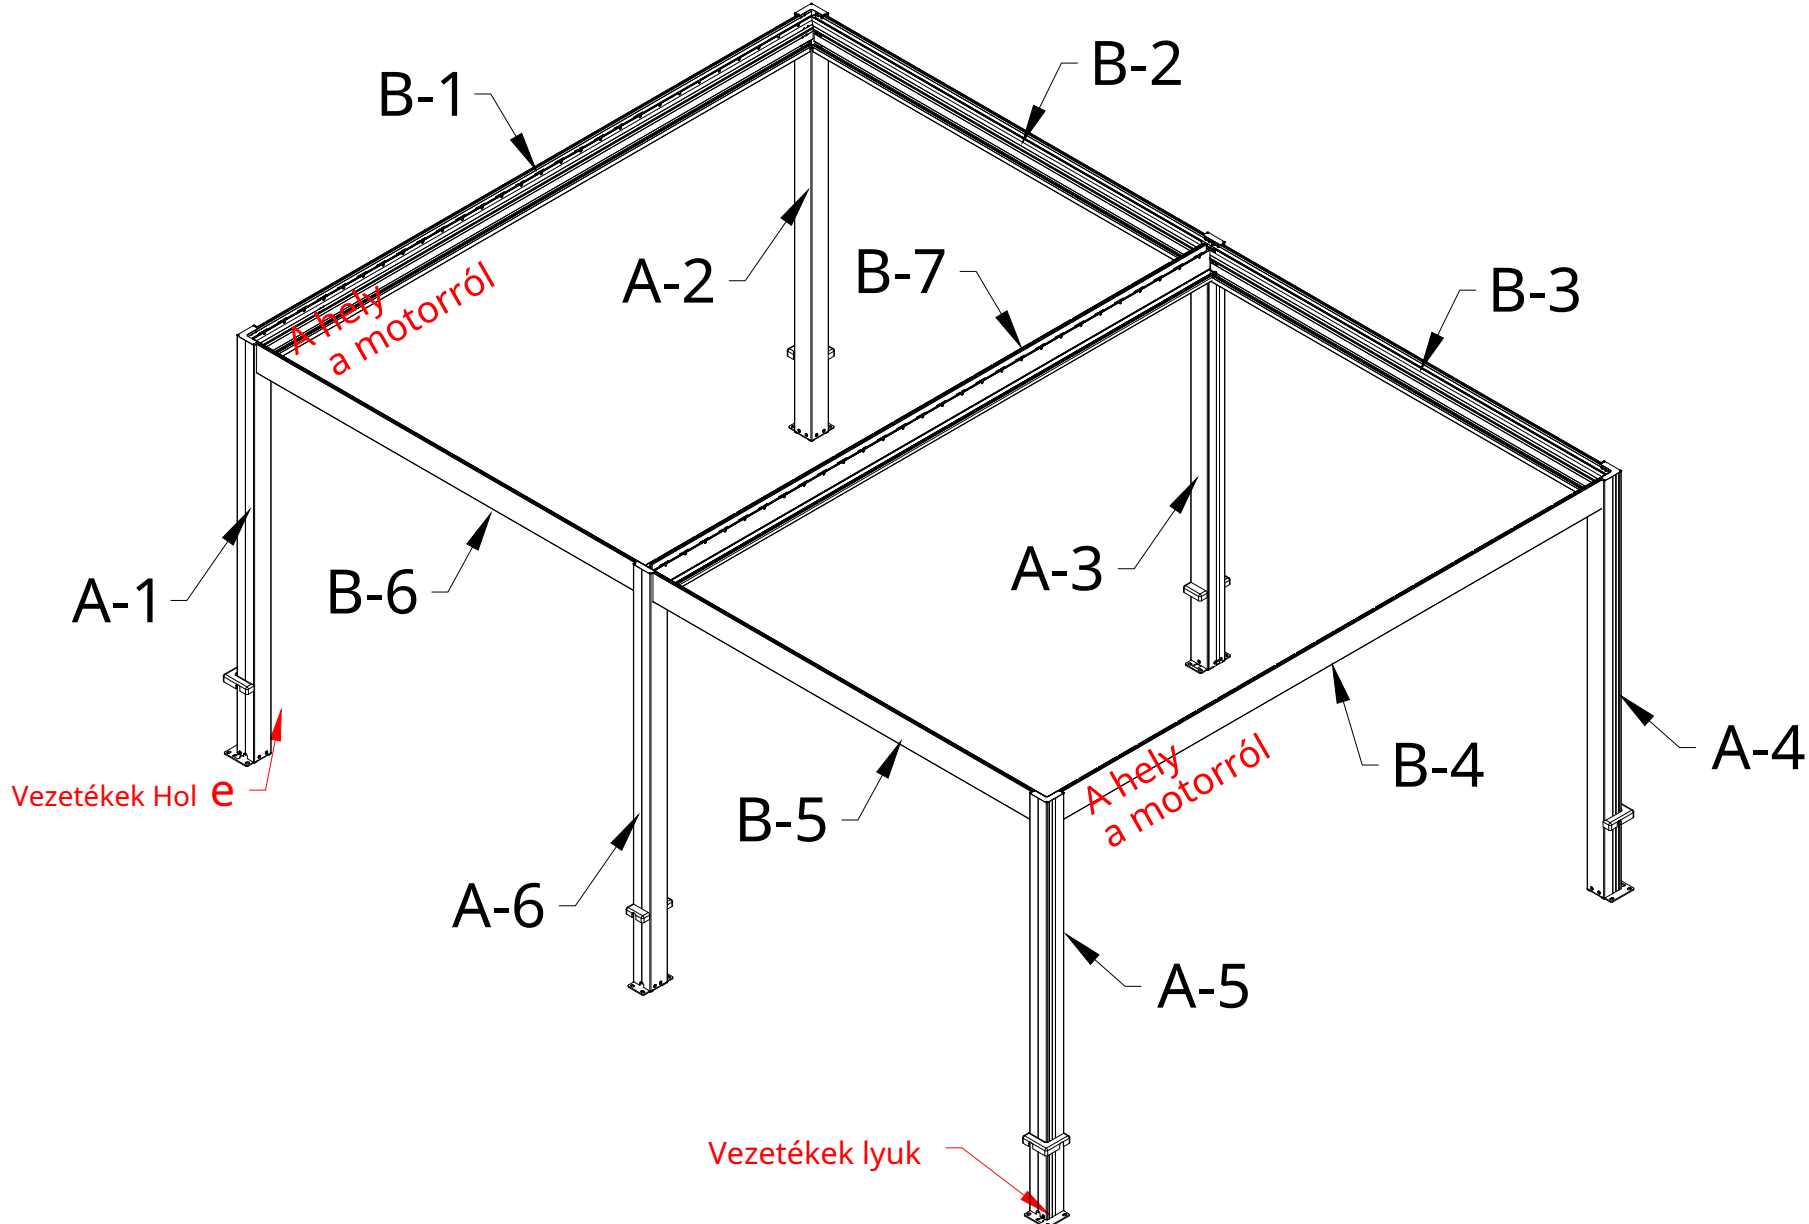 B-2
B-1
A-2
B-7
B-3
A hely
a motorról
A-3
A-1
B-6
A-4
Vezetékek Hol e
A hely
a motorról
B-4
B-5
A-6
A-5
Vezetékek lyuk